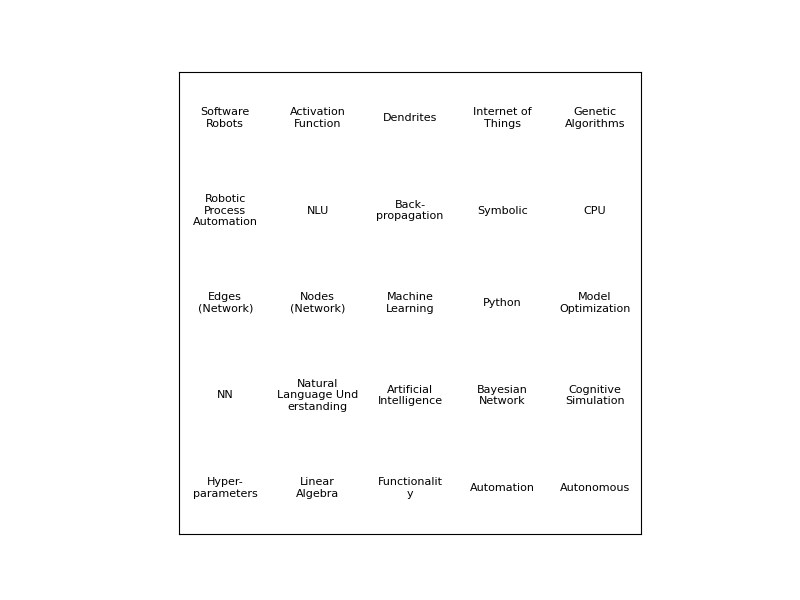 Software
Robots
Activation
Function
Dendrites
Internet of
Things
Genetic
Algorithms
Robotic
Process
Automation
NLU
Back-
propagation
Symbolic
CPU
Edges
(Network)
Nodes
(Network)
Machine
Learning
Python
Model
Optimization
NN
Natural
Language Und
erstanding
Artificial
Intelligence
Bayesian
Network
Cognitive
Simulation
Hyper-
parameters
Linear
Algebra
Functionalit
y
Automation
Autonomous